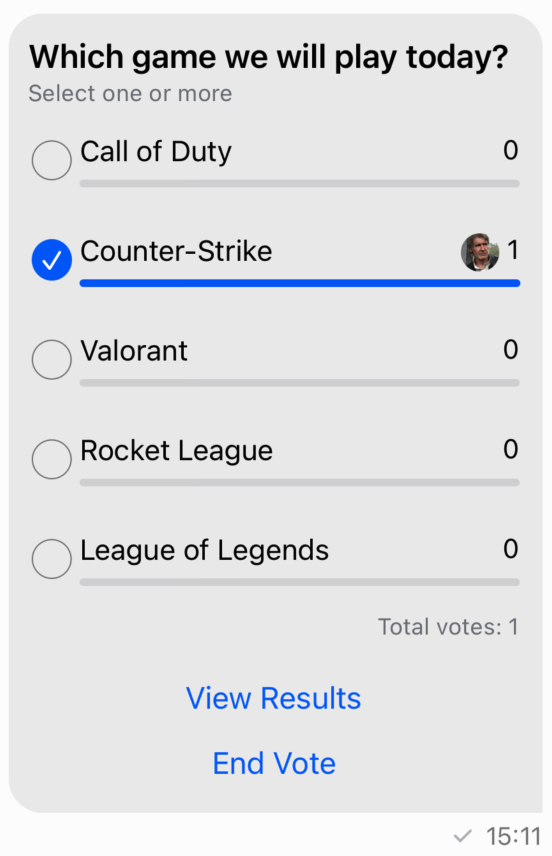 Which game we will play today?
Select one or more
Call of Duty 0
Counter-Strike 1
Valorant 0
Rocket League 0
League of Legends 0
Total votes: 1
View Results
End Vote
15:11